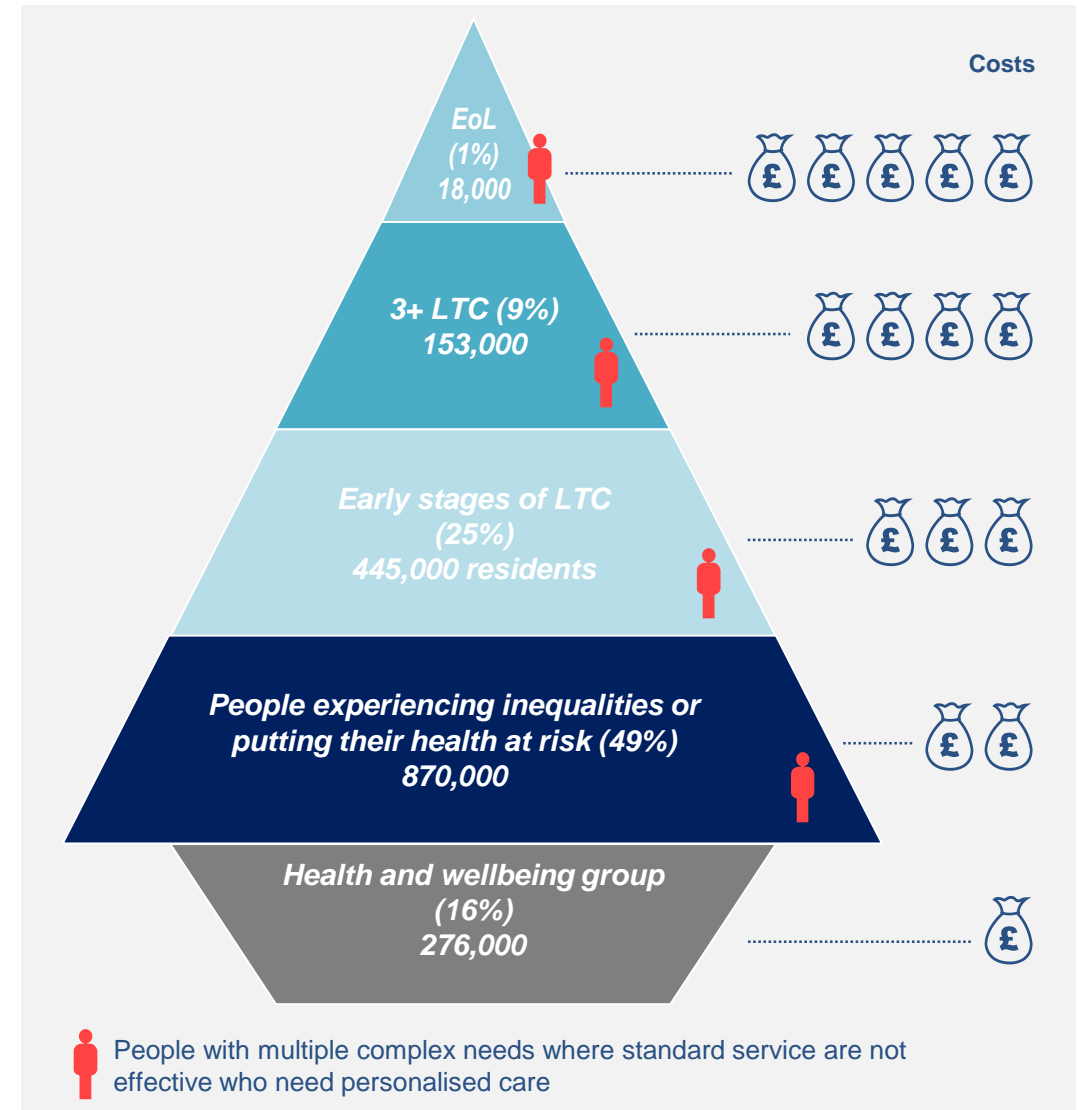 Costs
EoL
(1%)
18,000
£ £ £ £ £
3+ LTC (9%)
153,000
£ £ £ £
Early stages of LTC
(25%)
445,000 residents
£ £ £
People experiencing inequalities or
putting their health at risk (49%)
870,000
£ £
Health and wellbeing group
(16%)
276,000
£
People with multiple complex needs where standard service are not
effective who need personalised care